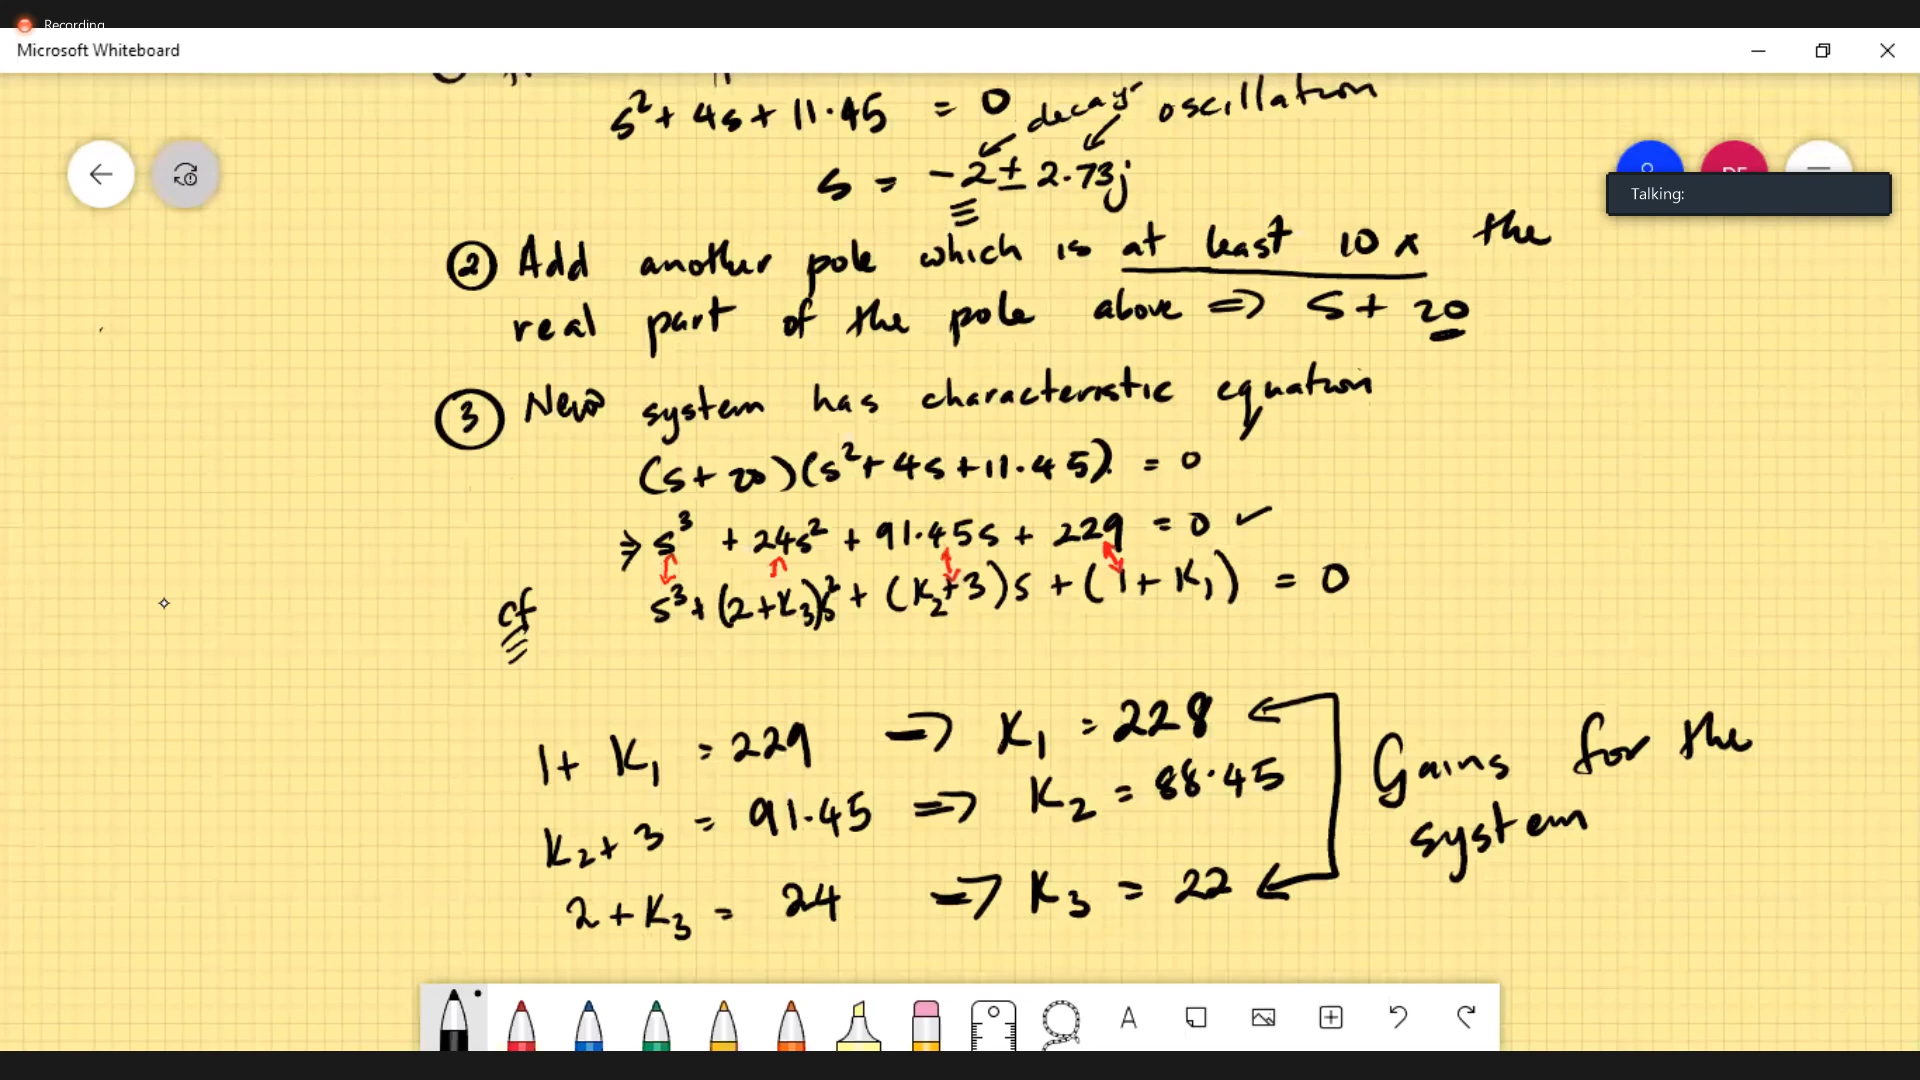 Recording
Microsoft Whiteboard
s² + 4s + 11.45 = 0
decay oscillation
s = -2 ± 2.73j
Talking:
② Add another pole which is at least 10 x the
real part of the pole above => s + 20
③ New system has characteristic equation
(s + 20)(s² + 4s + 11.45) = 0
=> s³ + 24s² + 91.45s + 229 = 0 ✓
cf s³ + (2+K₃)s² + (K₂+3)s + (1+K₁) = 0
1 + K₁ = 229 => K₁ = 228
K₂ + 3 = 91.45 => K₂ = 88.45
2 + K₃ = 24 => K₃ = 22
Gains for the
system